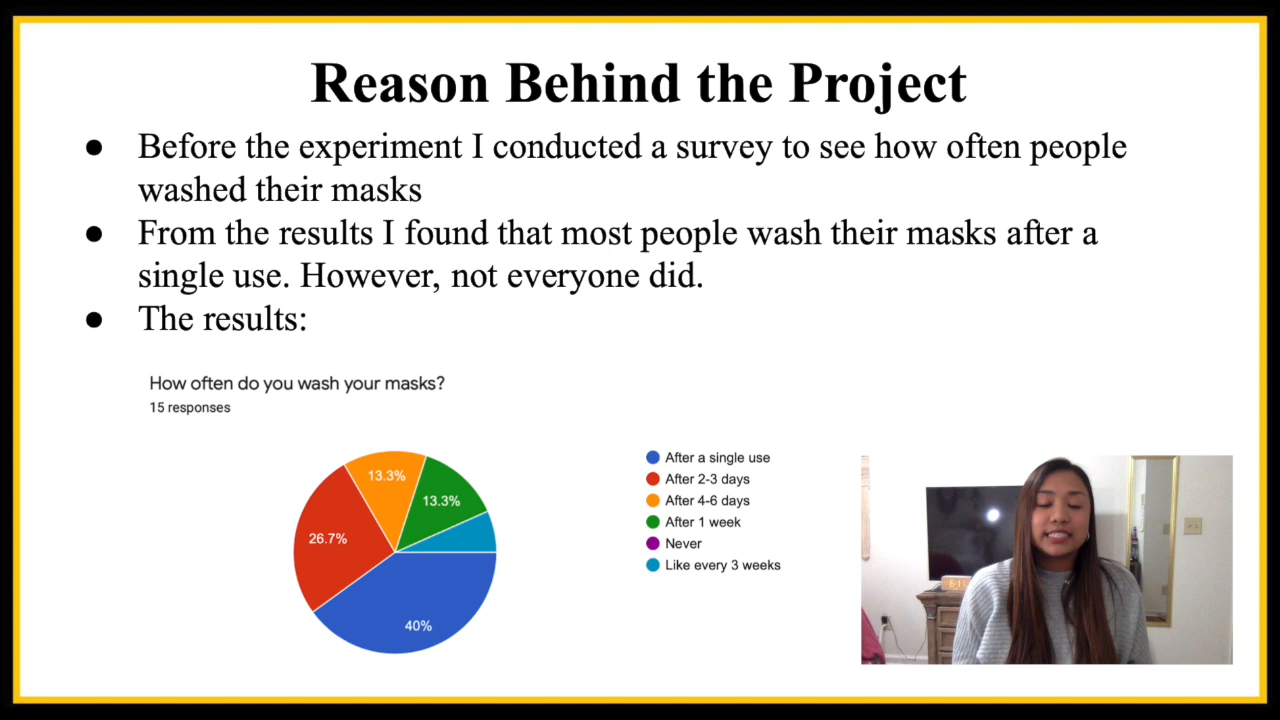 Reason Behind the Project
● Before the experiment I conducted a survey to see how often people
washed their masks
● From the results I found that most people wash their masks after a
single use. However, not everyone did.
● The results:
How often do you wash your masks?
15 responses
13.3%
13.3%
26.7%
40%
After a single use
After 2-3 days
After 4-6 days
After 1 week
Never
Like every 3 weeks